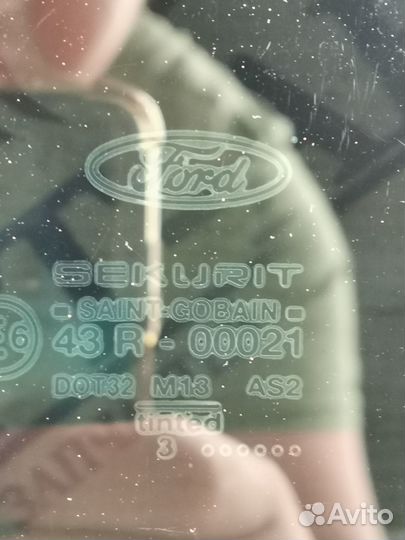 Ford
SEKURIT
- SAINT-GOBAIN -
43 R - 00021
DOT32 M13 AS2
tinted
3 ......
Avito